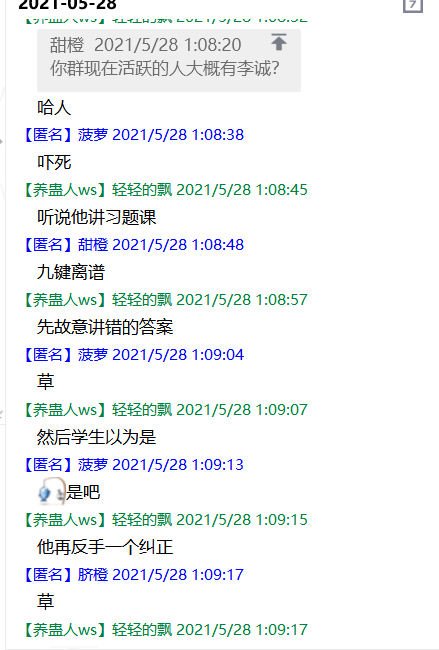 2021-05-28
7
【养蛊人ws】轻轻的飘 2021/5/28 1:08:32
甜橙 2021/5/28 1:08:20
你群现在活跃的人大概有李诚?
哈人
【匿名】菠萝 2021/5/28 1:08:38
吓死
【养蛊人ws】轻轻的飘 2021/5/28 1:08:45
听说他讲习题课
【匿名】甜橙 2021/5/28 1:08:48
九键离谱
【养蛊人ws】轻轻的飘 2021/5/28 1:08:57
先故意讲错的答案
【匿名】菠萝 2021/5/28 1:09:04
草
【养蛊人ws】轻轻的飘 2021/5/28 1:09:07
然后学生以为是
【匿名】菠萝 2021/5/28 1:09:13
是吧
【养蛊人ws】轻轻的飘 2021/5/28 1:09:15
他再反手一个纠正
【匿名】脐橙 2021/5/28 1:09:17
草
【养蛊人ws】轻轻的飘 2021/5/28 1:09:17